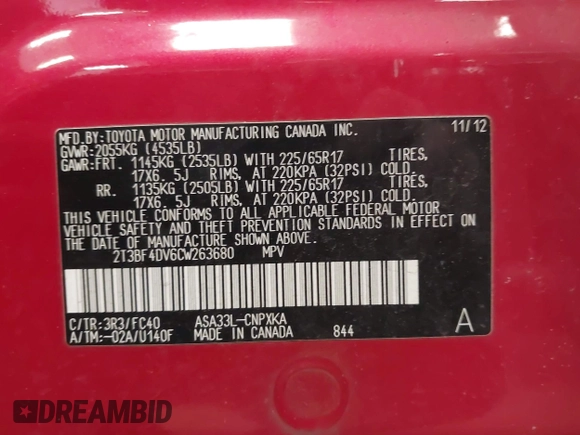 MFD.BY:TOYOTA MOTOR MANUFACTURING CANADA INC. 11/12
GVWR:2055KG (4535LB)
GAWR:FRT. 1145KG (2535LB) WITH 225/65R17 TIRES,
17X6. 5J RIMS, AT 220KPA (32PSI) COLD.
RR. 1135KG (2505LB) WITH 225/65R17 TIRES,
17X6. 5J RIMS, AT 220KPA (32PSI) COLD.
THIS VEHICLE CONFORMS TO ALL APPLICABLE FEDERAL MOTOR
VEHICLE SAFETY AND THEFT PREVENTION STANDARDS IN EFFECT ON
THE DATE OF MANUFACTURE SHOWN ABOVE.
2T3BF4DV6CW263680 MPV
C/TR:3R3/FC40 ASA33L-CNPXKA A
A/TM:-02A/U140F MADE IN CANADA 844
DREAMBID